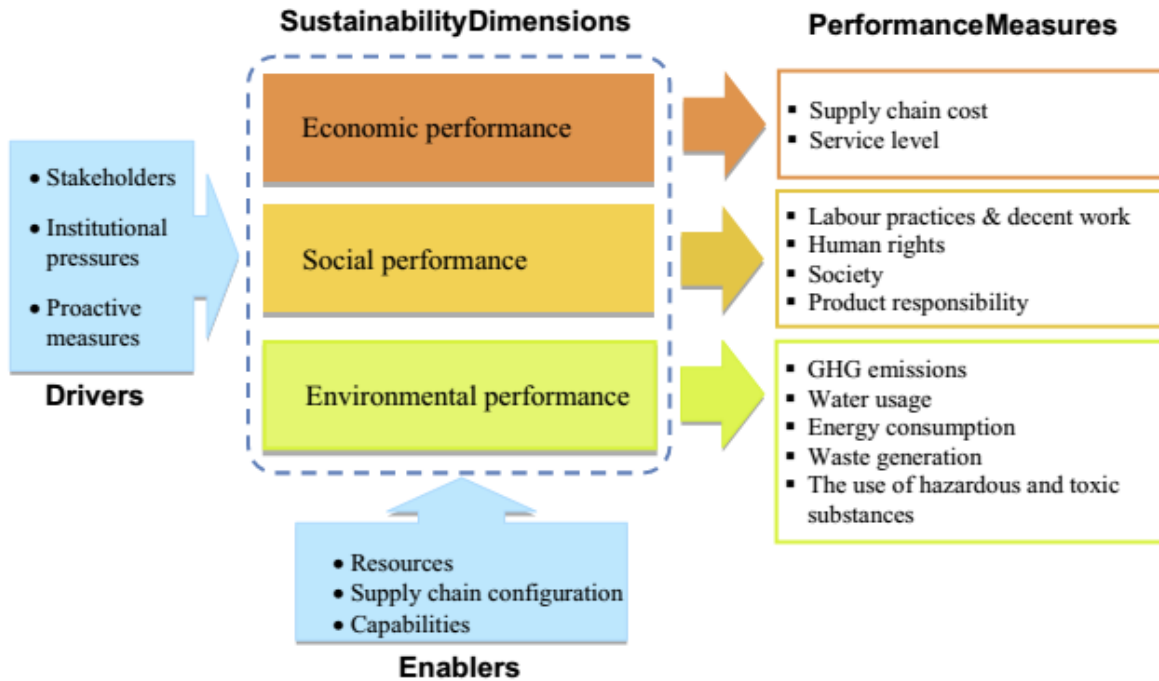 SustainabilityDimensions
PerformanceMeasures
• Stakeholders
• Institutional
pressures
• Proactive
measures
Drivers
Economic performance
Social performance
Environmental performance
▪ Supply chain cost
▪ Service level
▪ Labour practices & decent work
▪ Human rights
▪ Society
▪ Product responsibility
▪ GHG emissions
▪ Water usage
▪ Energy consumption
▪ Waste generation
▪ The use of hazardous and toxic
substances
• Resources
• Supply chain configuration
• Capabilities
Enablers